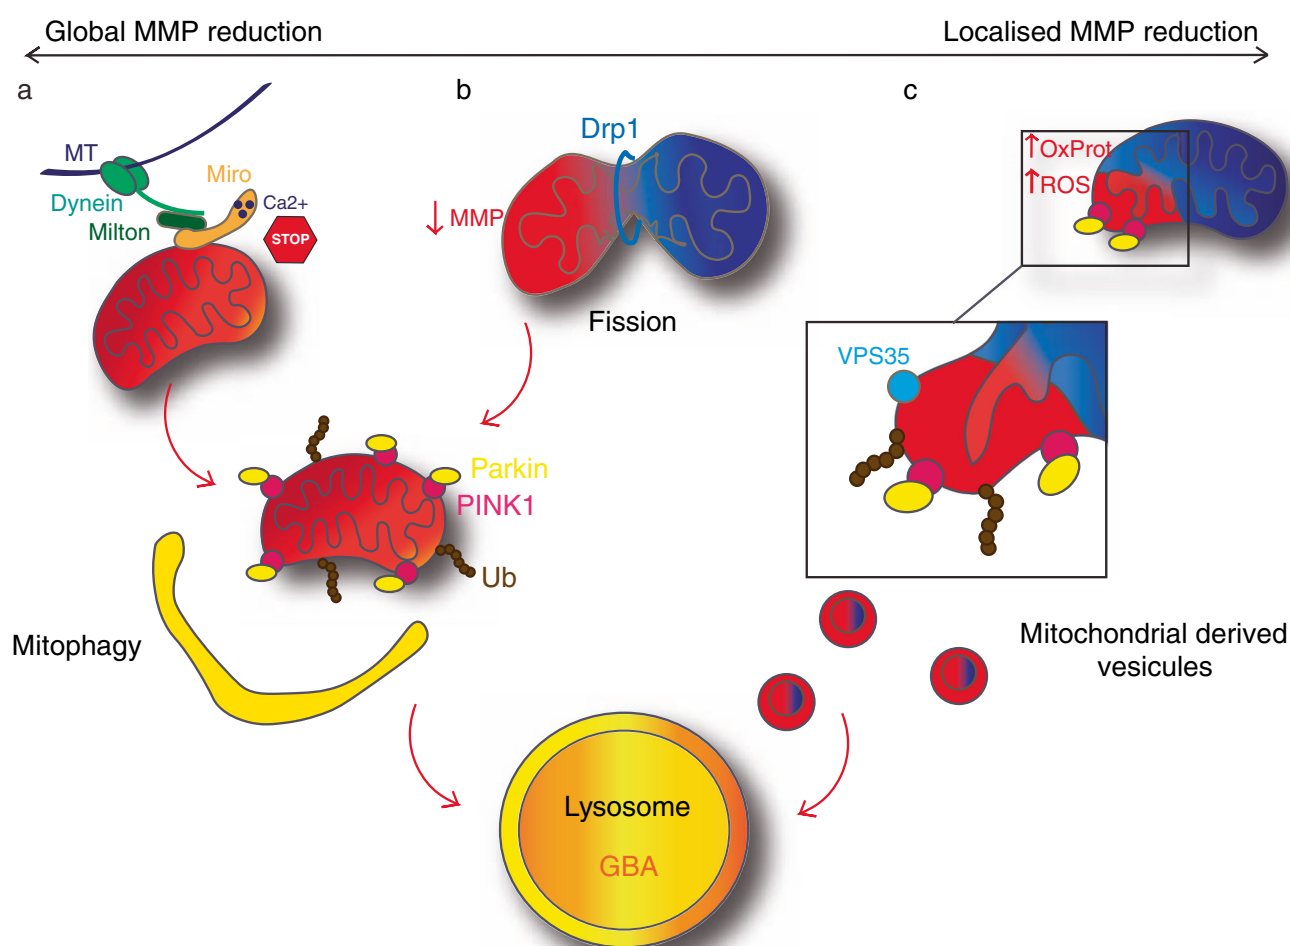 Global MMP reduction
Localised MMP reduction
a
b
c
MT
Dynein
Milton
Miro
Ca2+
STOP
Drp1
↓ MMP
Fission
↑OxProt
↑ROS
VPS35
Parkin
PINK1
Ub
Mitophagy
Mitochondrial derived
vesicules
Lysosome
GBA